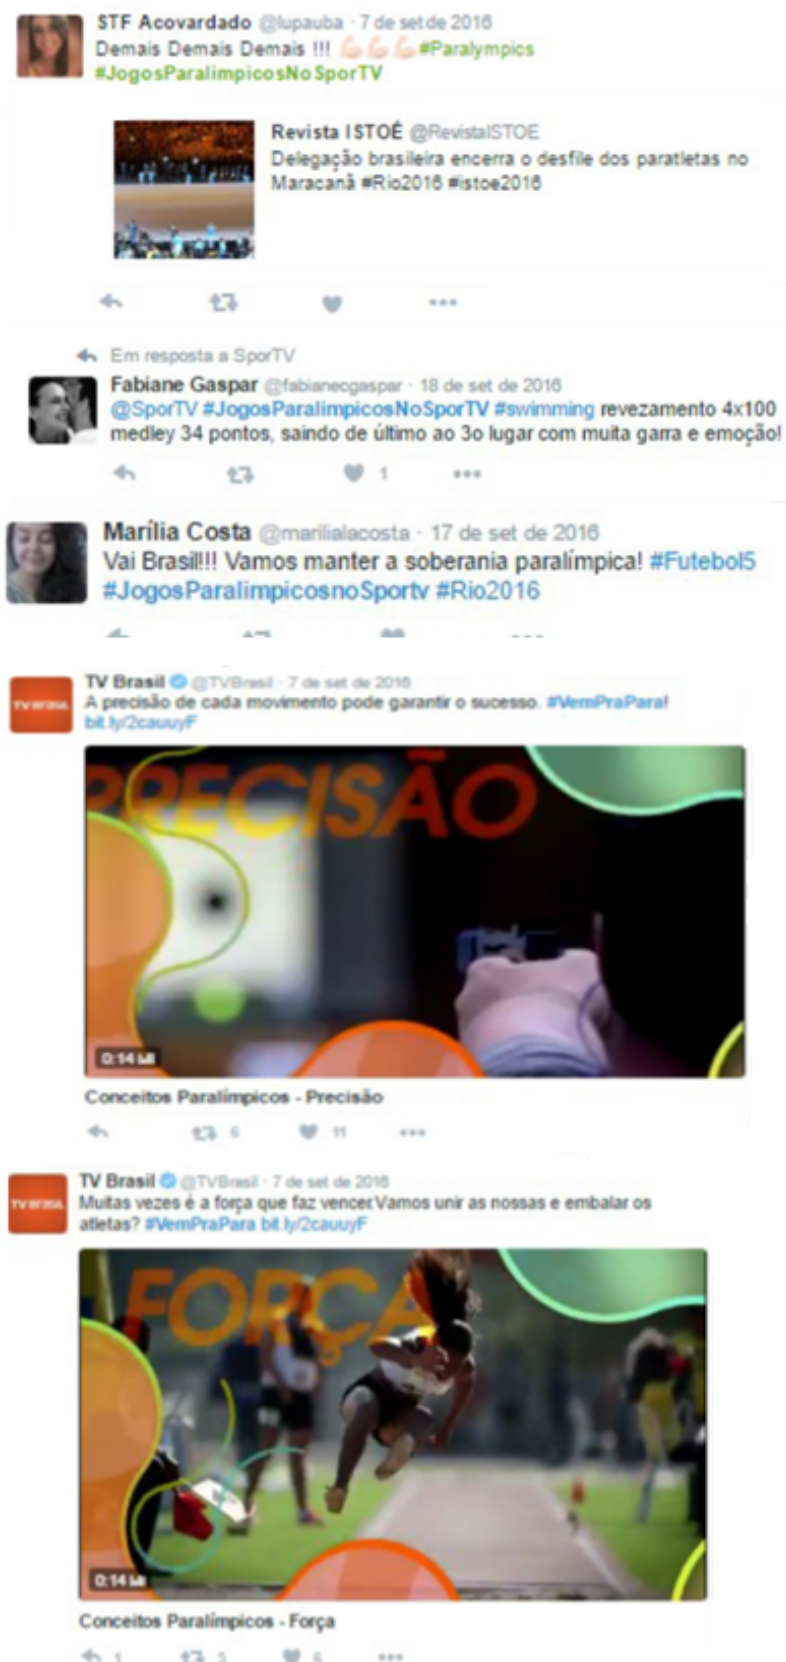 STF Acovardado @lupauba · 7 de set de 2016
Demais Demais Demais !!! 💪💪💪 #Paralympics
#JogosParalimpicosNoSporTV
Revista ISTOÉ @RevistaISTOE
Delegação brasileira encerra o desfile dos paratletas no
Maracanã #Rio2016 #istoe2016
Em resposta a SporTV
Fabiane Gaspar @fabianecgaspar · 18 de set de 2016
@SporTV #JogosParalimpicosNoSporTV #swimming revezamento 4x100
medley 34 pontos, saindo de último ao 3o lugar com muita garra e emoção!
1
Marília Costa @marilialacosta · 17 de set de 2016
Vai Brasil!!! Vamos manter a soberania paralímpica! #Futebol5
#JogosParalimpicosnoSportv #Rio2016
TV BRASIL
TV Brasil @TVBrasil · 7 de set de 2016
A precisão de cada movimento pode garantir o sucesso. #VemPraPara!
bit.ly/2cauuyF
PRECISÃO
0:14
Conceitos Paralímpicos - Precisão
6 11
TV BRASIL
TV Brasil @TVBrasil · 7 de set de 2016
Muitas vezes é a força que faz vencer.Vamos unir as nossas e embalar os
atletas? #VemPraPara bit.ly/2cauuyF
FORÇA
0:14
Conceitos Paralímpicos - Força
1 5 6